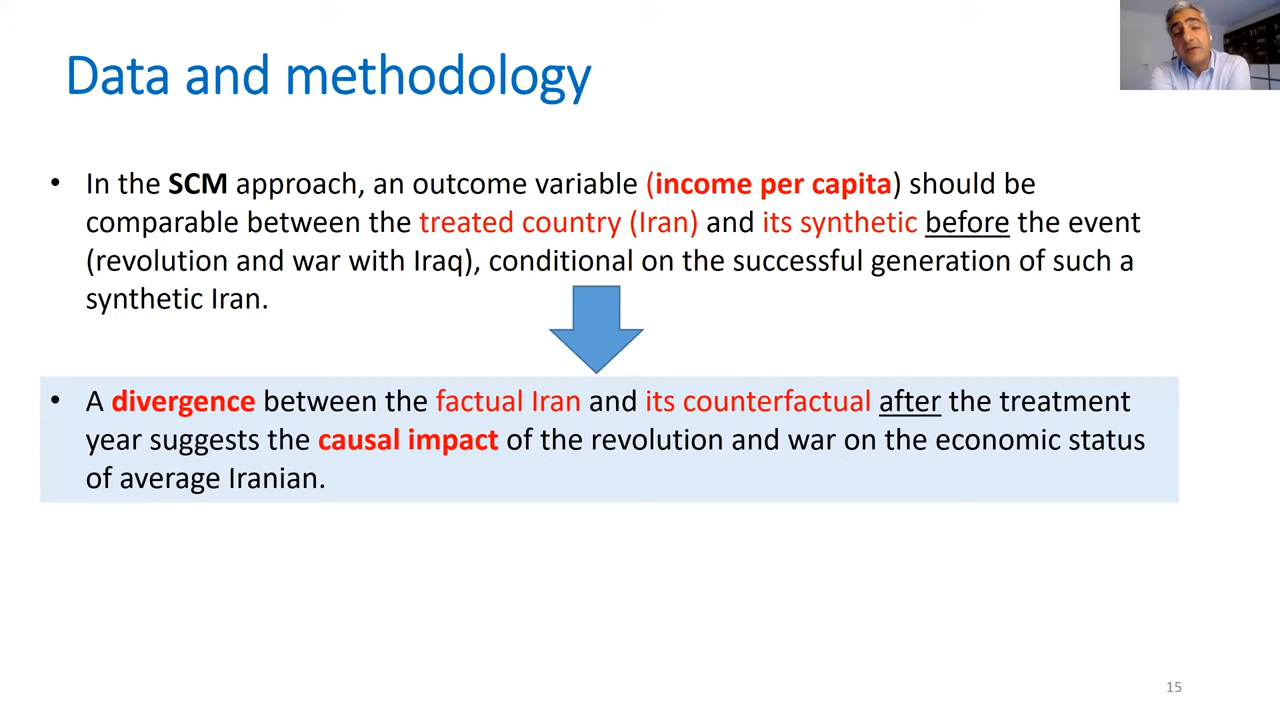 Data and methodology
• In the SCM approach, an outcome variable (income per capita) should be
comparable between the treated country (Iran) and its synthetic before the event
(revolution and war with Iraq), conditional on the successful generation of such a
synthetic Iran.
• A divergence between the factual Iran and its counterfactual after the treatment
year suggests the causal impact of the revolution and war on the economic status
of average Iranian.
15